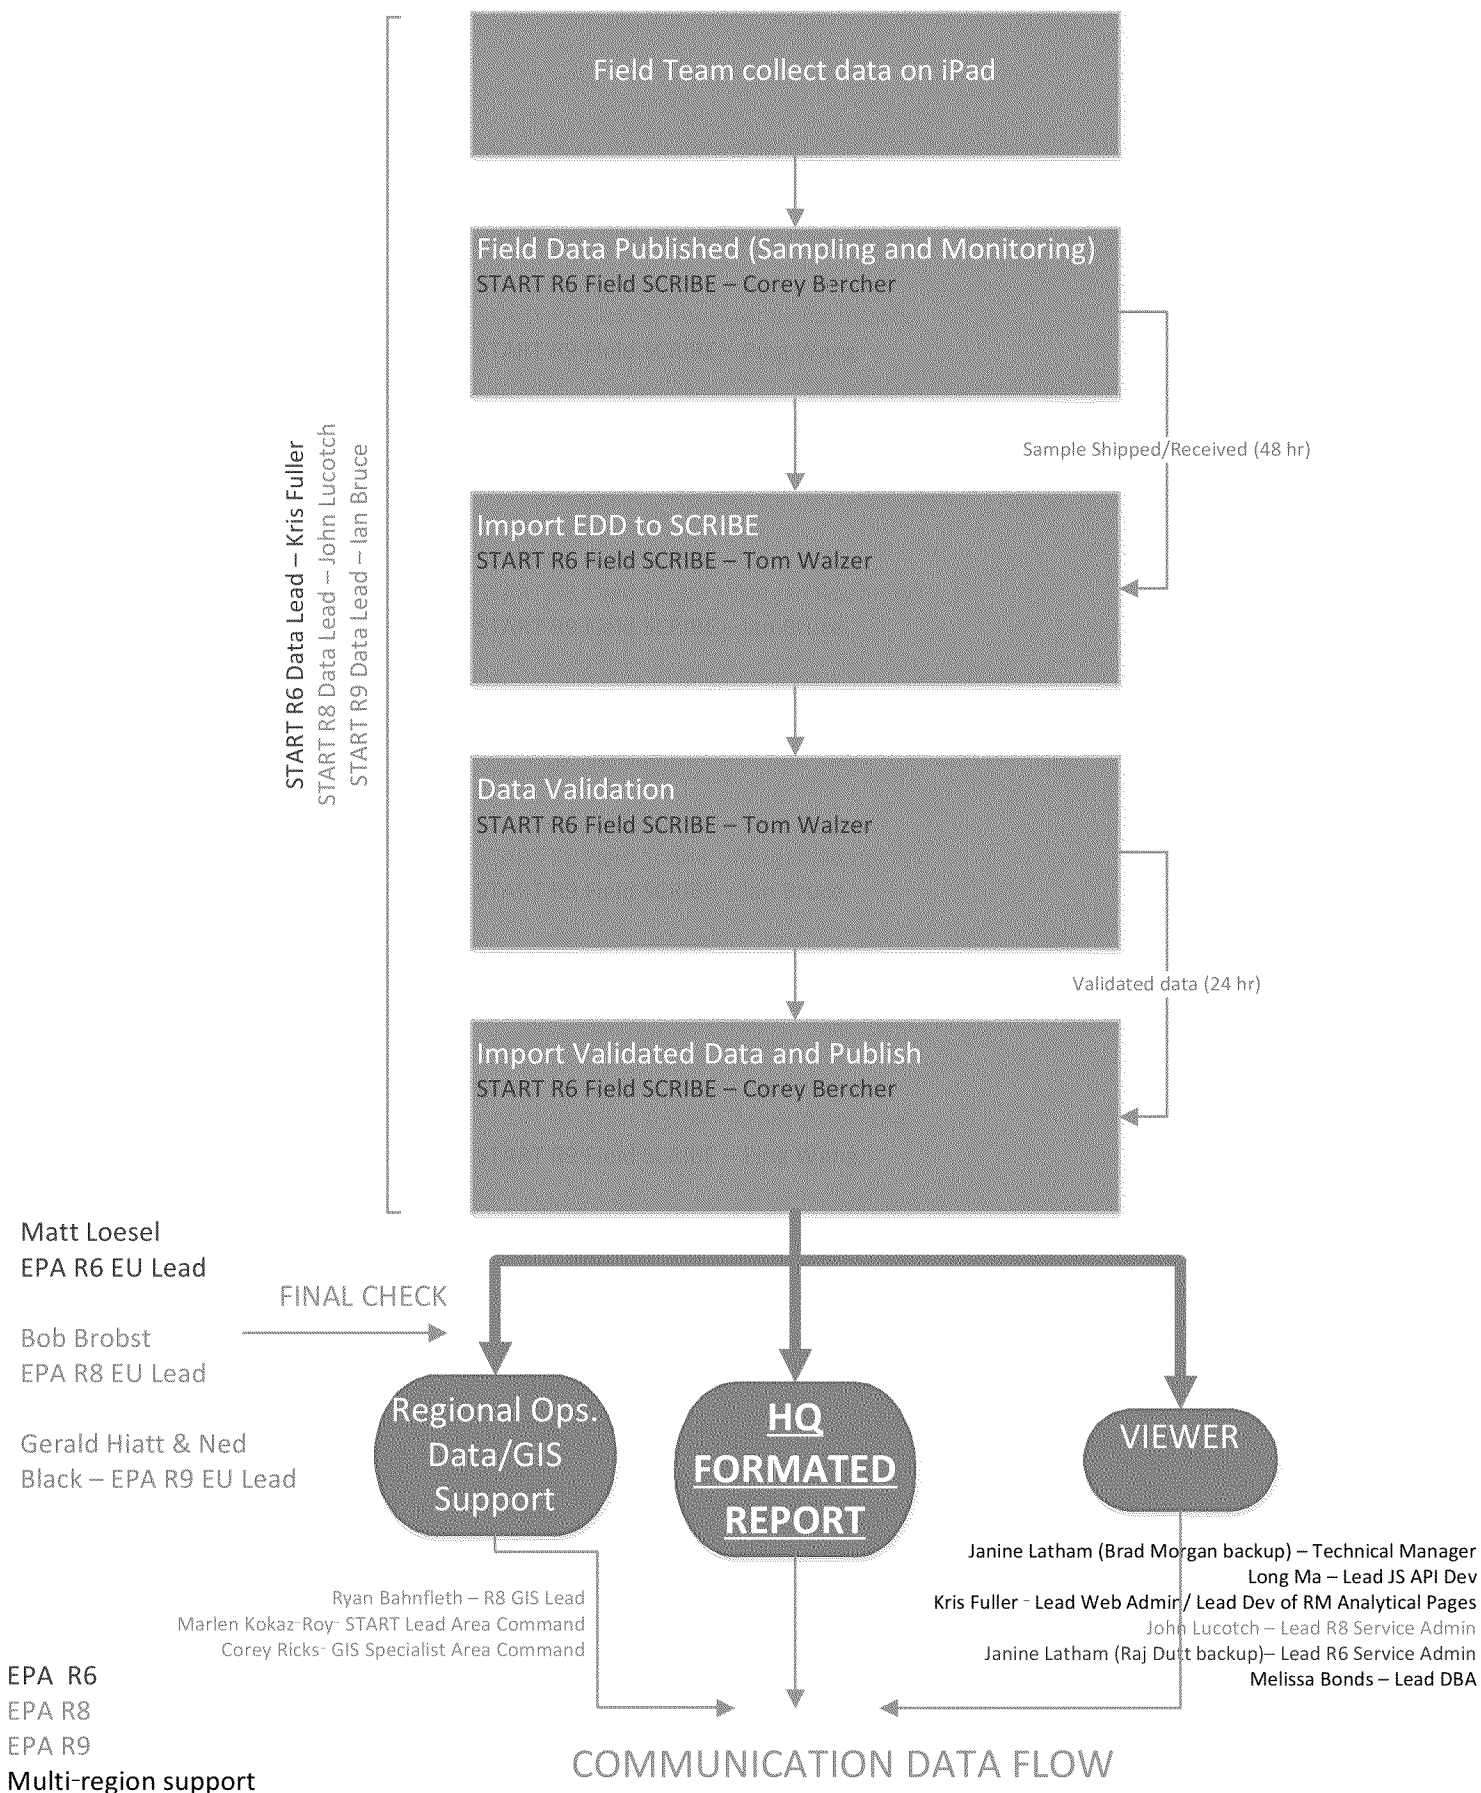 Field Team collect data on iPad
Field Data Published (Sampling and Monitoring)
START R6 Field SCRIBE – Corey Bercher
Sample Shipped/Received (48 hr)
START R6 Data Lead – Kris Fuller
START R8 Data Lead – John Lucotch
START R9 Data Lead – Ian Bruce
Import EDD to SCRIBE
START R6 Field SCRIBE – Tom Walzer
Data Validation
START R6 Field SCRIBE – Tom Walzer
Validated data (24 hr)
Import Validated Data and Publish
START R6 Field SCRIBE – Corey Bercher
Matt Loesel
EPA R6 EU Lead
FINAL CHECK
Bob Brobst
EPA R8 EU Lead
Gerald Hiatt & Ned
Black – EPA R9 EU Lead
Regional Ops.
Data/GIS
Support
HQ
FORMATED
REPORT
VIEWER
Janine Latham (Brad Morgan backup) – Technical Manager
Long Ma – Lead JS API Dev
Kris Fuller - Lead Web Admin/ Lead Dev of RM Analytical Pages
John Lucotch – Lead R8 Service Admin
Janine Latham (Raj Dutt backup)– Lead R6 Service Admin
Melissa Bonds – Lead DBA
Ryan Bahnfleth – R8 GIS Lead
Marlen Kokaz-Roy- START Lead Area Command
Corey Ricks- GIS Specialist Area Command
EPA  R6
EPA R8
EPA R9
Multi-region support
COMMUNICATION DATA FLOW